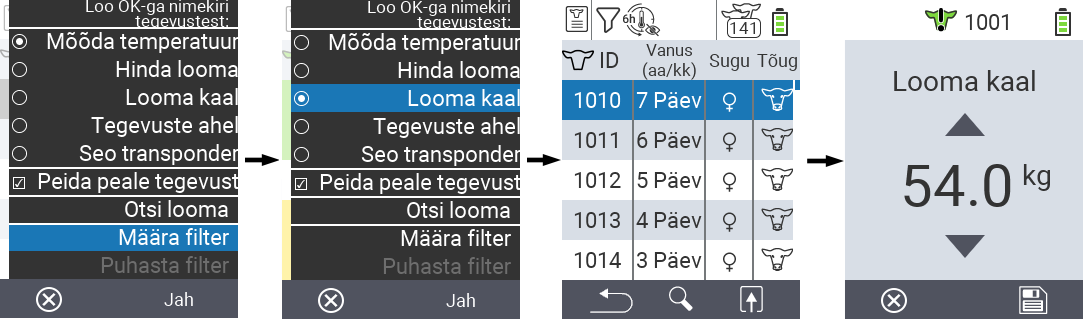 Loo OK-ga nimekiri
tegevustest:
Mõõda temperatuur
Hinda looma
Looma kaal
Tegevuste ahel
Seo transponder
Peida peale tegevust
Otsi looma
Määra filter
Puhasta filter
Jah
Loo OK-ga nimekiri
tegevustest:
Mõõda temperatuur
Hinda looma
Looma kaal
Tegevuste ahel
Seo transponder
Peida peale tegevust
Otsi looma
Määra filter
Puhasta filter
Jah
6h 141
ID Vanus (aa/kk) Sugu Tõug
1010 7 Päev ♀
1011 6 Päev ♀
1012 5 Päev ♀
1013 4 Päev ♀
1014 3 Päev ♀
1001
Looma kaal
54.0 kg